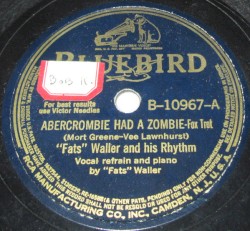 BLUEBIRD
For best results
use Victor Needles
B-10967-A
ABERCROMBIE HAD A ZOMBIE-Fox Trot
(Mort Greene-Vee Lawnhurst)
"Fats" Waller and his Rhythm
Vocal refrain and piano
by "Fats" Waller
RCA MANUFACTURING CO., INC., CAMDEN, N.J., U.S.A.